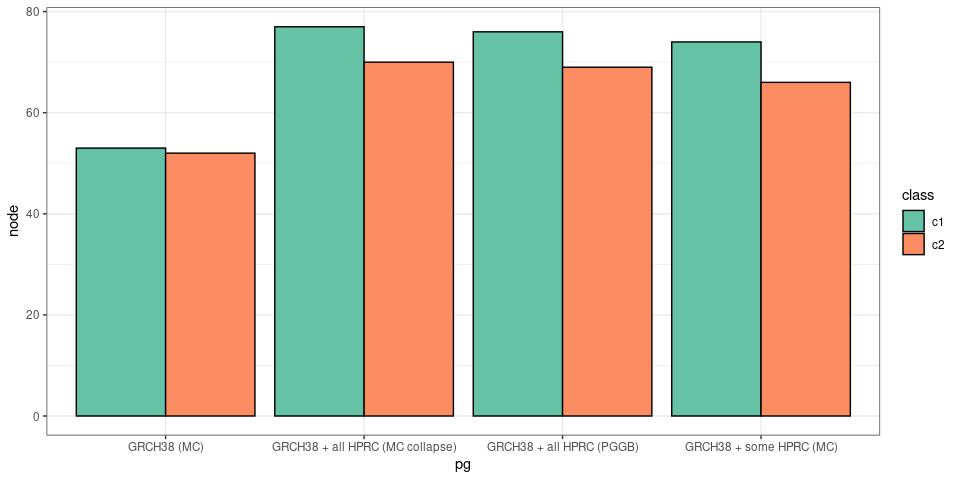 80
60
40
20
0
node
GRCH38 (MC)
GRCH38 + all HPRC (MC collapse)
GRCH38 + all HPRC (PGGB)
GRCH38 + some HPRC (MC)
pg
class
c1
c2